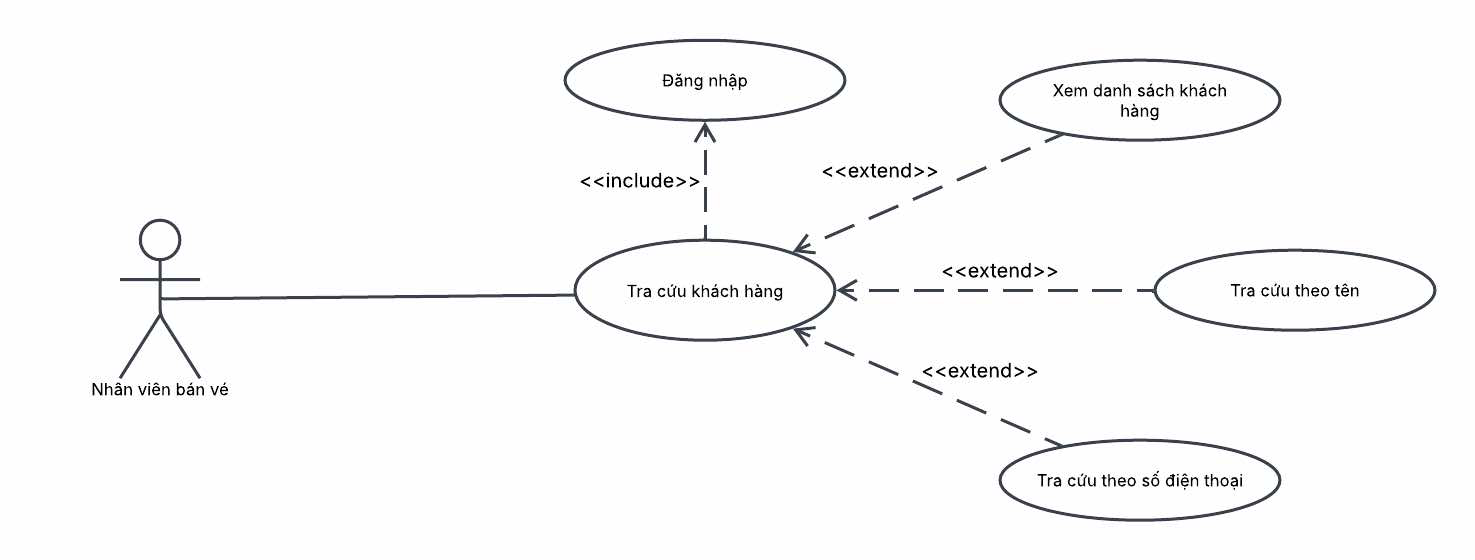 Đăng nhập
Xem danh sách khách
hàng
<<include>>
<<extend>>
<<extend>>
Tra cứu khách hàng
Tra cứu theo tên
<<extend>>
Nhân viên bán vé
Tra cứu theo số điện thoại